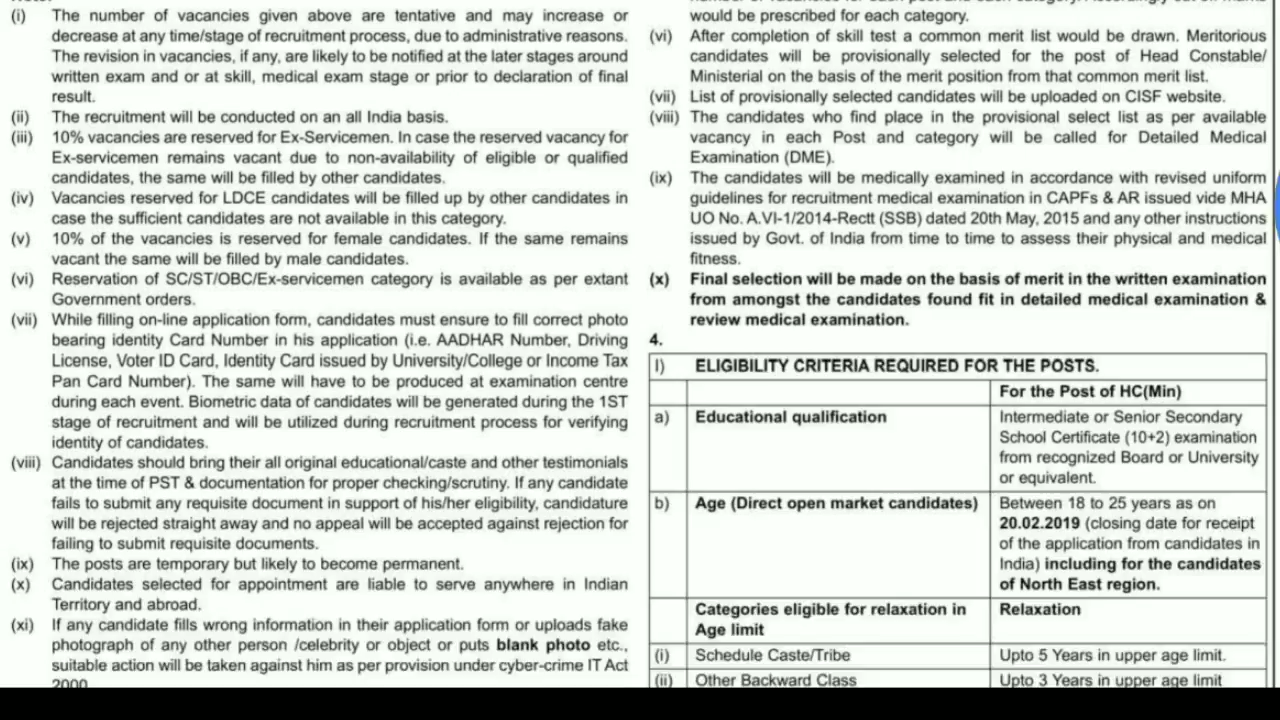 (i) The number of vacancies given above are tentative and may increase or
decrease at any time/stage of recruitment process, due to administrative reasons.
The revision in vacancies, if any, are likely to be notified at the later stages around
written exam and or at skill, medical exam stage or prior to declaration of final
result.
(ii) The recruitment will be conducted on an all India basis.
(iii) 10% vacancies are reserved for Ex-Servicemen. In case the reserved vacancy for
Ex-servicemen remains vacant due to non-availability of eligible or qualified
candidates, the same will be filled by other candidates.
(iv) Vacancies reserved for LDCE candidates will be filled up by other candidates in
case the sufficient candidates are not available in this category.
(v) 10% of the vacancies is reserved for female candidates. If the same remains
vacant the same will be filled by male candidates.
(vi) Reservation of SC/ST/OBC/Ex-servicemen category is available as per extant
Government orders.
(vii) While filling on-line application form, candidates must ensure to fill correct photo
bearing identity Card Number in his application (i.e. AADHAR Number, Driving
License, Voter ID Card, Identity Card issued by University/College or Income Tax
Pan Card Number). The same will have to be produced at examination centre
during each event. Biometric data of candidates will be generated during the 1ST
stage of recruitment and will be utilized during recruitment process for verifying
identity of candidates.
(viii) Candidates should bring their all original educational/caste and other testimonials
at the time of PST & documentation for proper checking/scrutiny. If any candidate
fails to submit any requisite document in support of his/her eligibility, candidature
will be rejected straight away and no appeal will be accepted against rejection for
failing to submit requisite documents.
(ix) The posts are temporary but likely to become permanent.
(x) Candidates selected for appointment are liable to serve anywhere in Indian
Territory and abroad.
(xi) If any candidate fills wrong information in their application form or uploads fake
photograph of any other person /celebrity or object or puts blank photo etc.,
suitable action will be taken against him as per provision under cyber-crime IT Act
2000.
would be prescribed for each category.
(vi) After completion of skill test a common merit list would be drawn. Meritorious
candidates will be provisionally selected for the post of Head Constable/
Ministerial on the basis of the merit position from that common merit list.
(vii) List of provisionally selected candidates will be uploaded on CISF website.
(viii) The candidates who find place in the provisional select list as per available
vacancy in each Post and category will be called for Detailed Medical
Examination (DME).
(ix) The candidates will be medically examined in accordance with revised uniform
guidelines for recruitment medical examination in CAPFs & AR issued vide MHA
UO No. A.VI-1/2014-Rectt (SSB) dated 20th May, 2015 and any other instructions
issued by Govt. of India from time to time to assess their physical and medical
fitness.
(x) Final selection will be made on the basis of merit in the written examination
from amongst the candidates found fit in detailed medical examination &
review medical examination.
4.
I) ELIGIBILITY CRITERIA REQUIRED FOR THE POSTS.
For the Post of HC(Min)
a) Educational qualification Intermediate or Senior Secondary
School Certificate (10+2) examination
from recognized Board or University
or equivalent.
b) Age (Direct open market candidates) Between 18 to 25 years as on
20.02.2019 (closing date for receipt
of the application from candidates in
India) including for the candidates
of North East region.
Categories eligible for relaxation in Relaxation
Age limit
(i) Schedule Caste/Tribe Upto 5 Years in upper age limit.
(ii) Other Backward Class Upto 3 Years in upper age limit